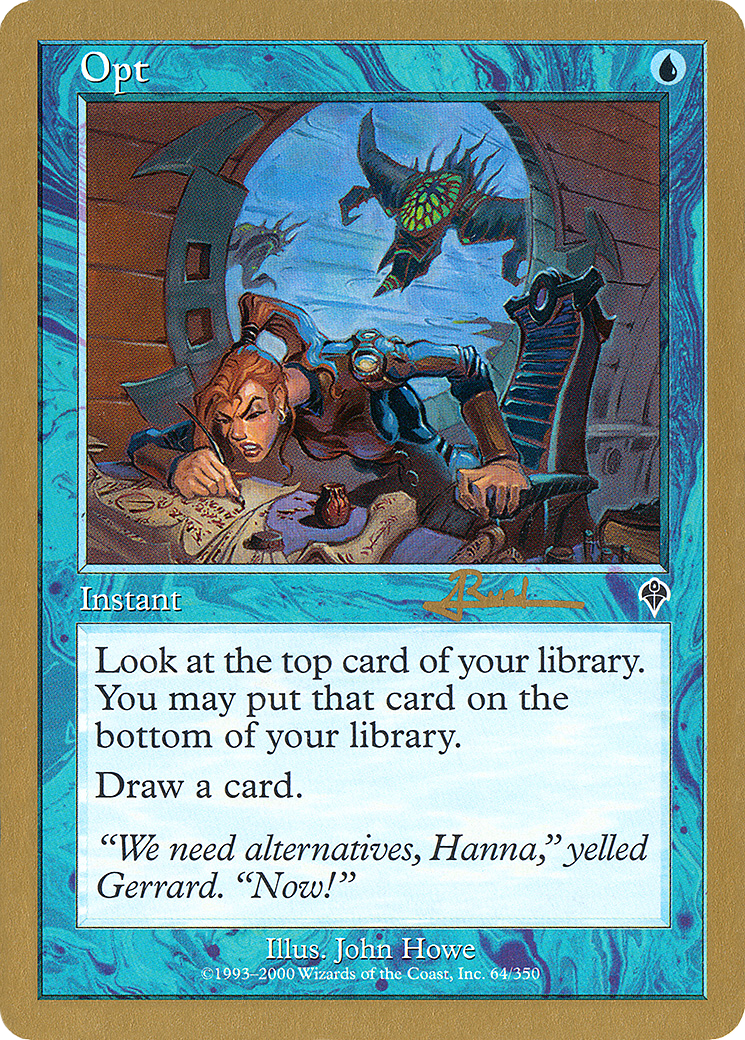 Opt
Instant
Look at the top card of your library.
You may put that card on the
bottom of your library.
Draw a card.
“We need alternatives, Hanna,” yelled
Gerrard. “Now!”
Illus. John Howe
©1993–2000 Wizards of the Coast, Inc. 64/350